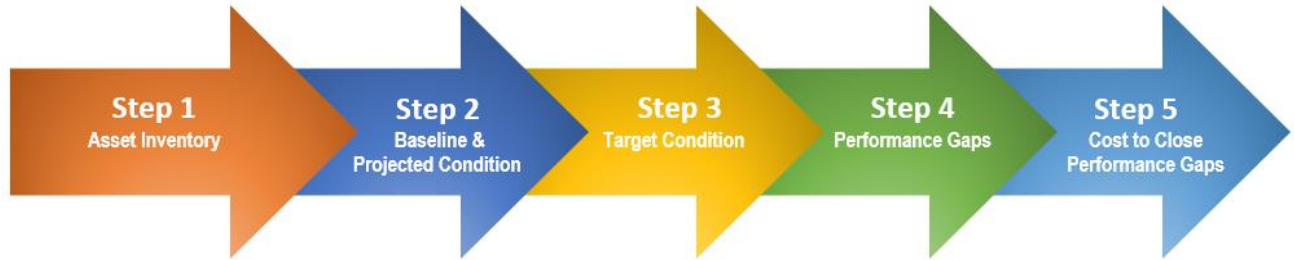 Step 1
Asset Inventory
Step 2
Baseline &
Projected Condition
Step 3
Target Condition
Step 4
Performance Gaps
Step 5
Cost to Close
Performance Gaps